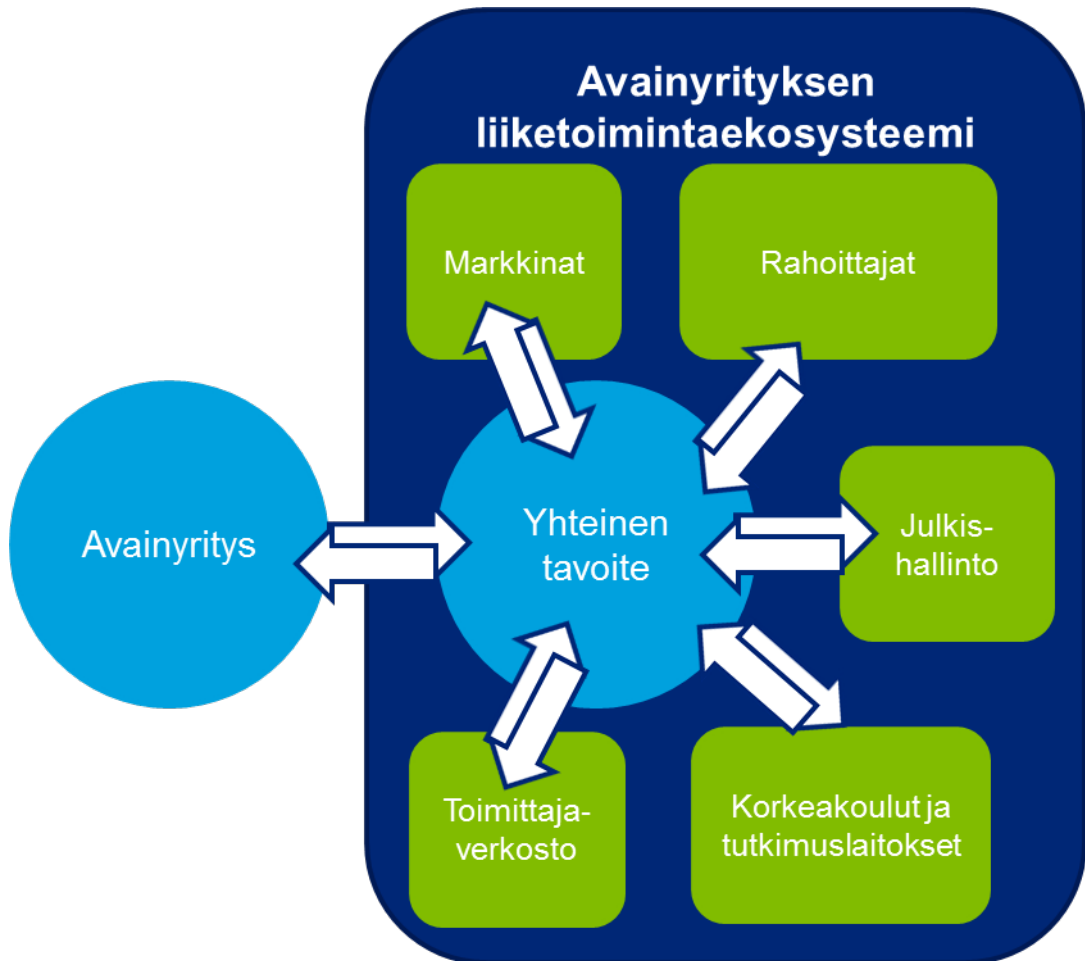 Avainyrityksen
liiketoimintaekosysteemi
Markkinat
Rahoittajat
Avainyritys
Yhteinen
tavoite
Julkis-
hallinto
Toimittaja-
verkosto
Korkeakoulut ja
tutkimuslaitokset